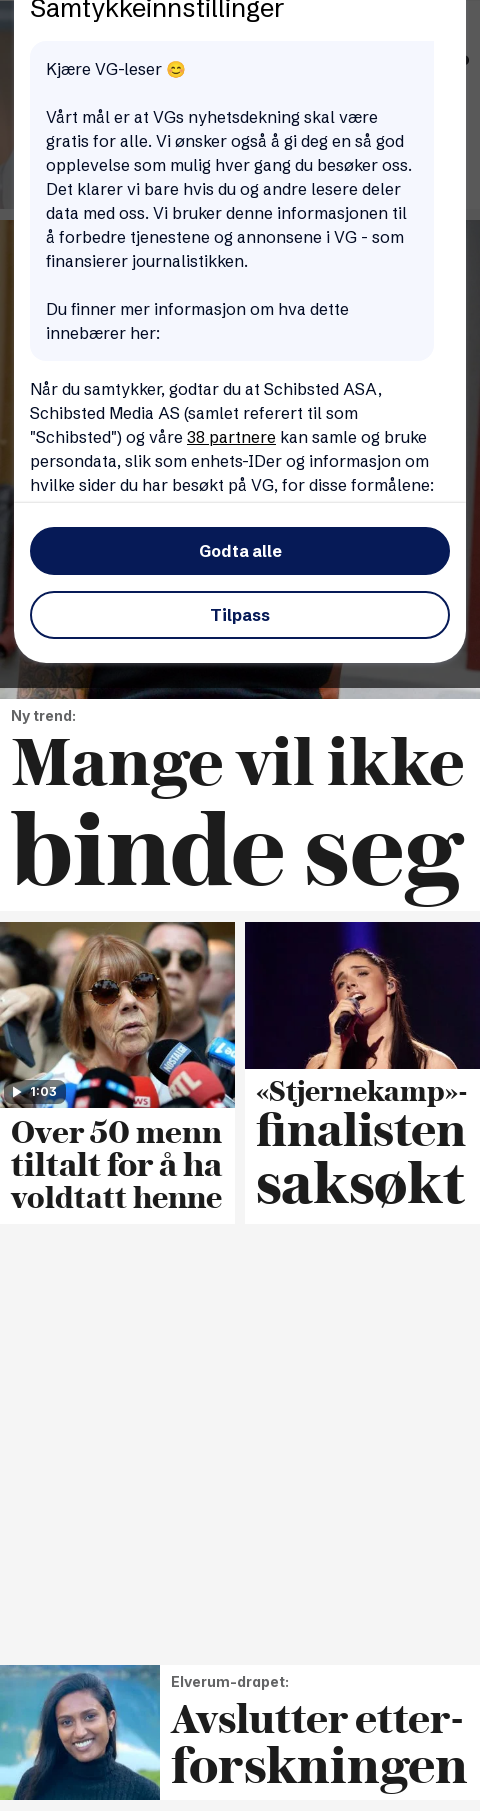 Samtykkeinnstillinger
Kjære VG-leser 😊
Vårt mål er at VGs nyhetsdekning skal være
gratis for alle. Vi ønsker også å gi deg en så god
opplevelse som mulig hver gang du besøker oss.
Det klarer vi bare hvis du og andre lesere deler
data med oss. Vi bruker denne informasjonen til
å forbedre tjenestene og annonsene i VG - som
finansierer journalistikken.
Du finner mer informasjon om hva dette
innebærer her:
Når du samtykker, godtar du at Schibsted ASA,
Schibsted Media AS (samlet referert til som
"Schibsted") og våre 38 partnere kan samle og bruke
persondata, slik som enhets-IDer og informasjon om
hvilke sider du har besøkt på VG, for disse formålene:
Godta alle
Tilpass
Ny trend:
Mange vil ikke
binde seg
1:03
Over 50 menn
tiltalt for å ha
voldtatt henne
«Stjernekamp»-
finalisten
saksøkt
Elverum-drapet:
Avslutter etter-
forskningen